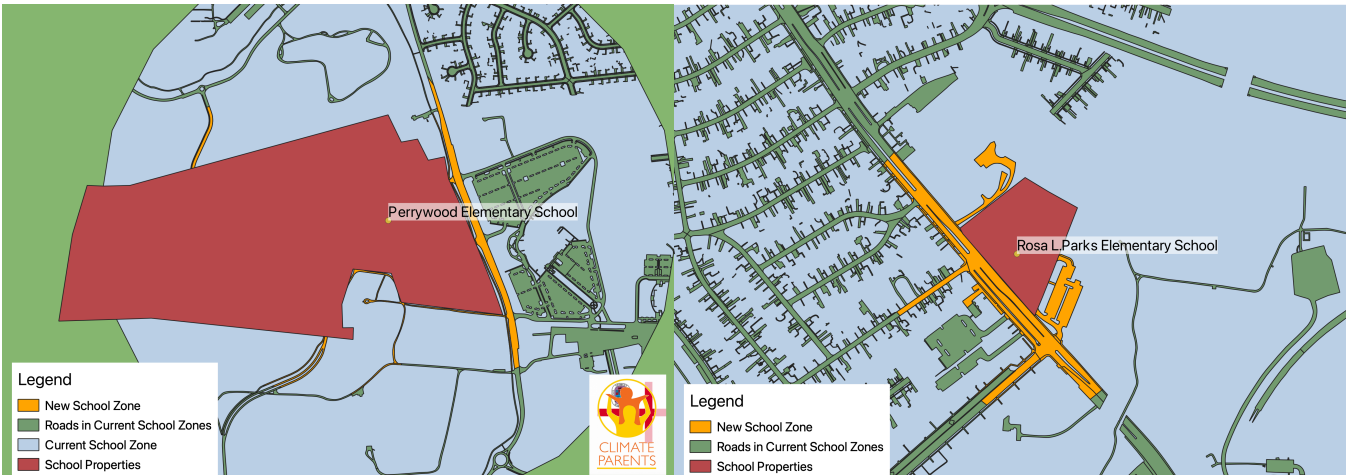 Perrywood Elementary School
Legend
New School Zone
Roads in Current School Zones
Current School Zone
School Properties
CLIMATE
PARENTS
Rosa L.Parks Elementary School
Legend
New School Zone
Roads in Current School Zones
School Properties